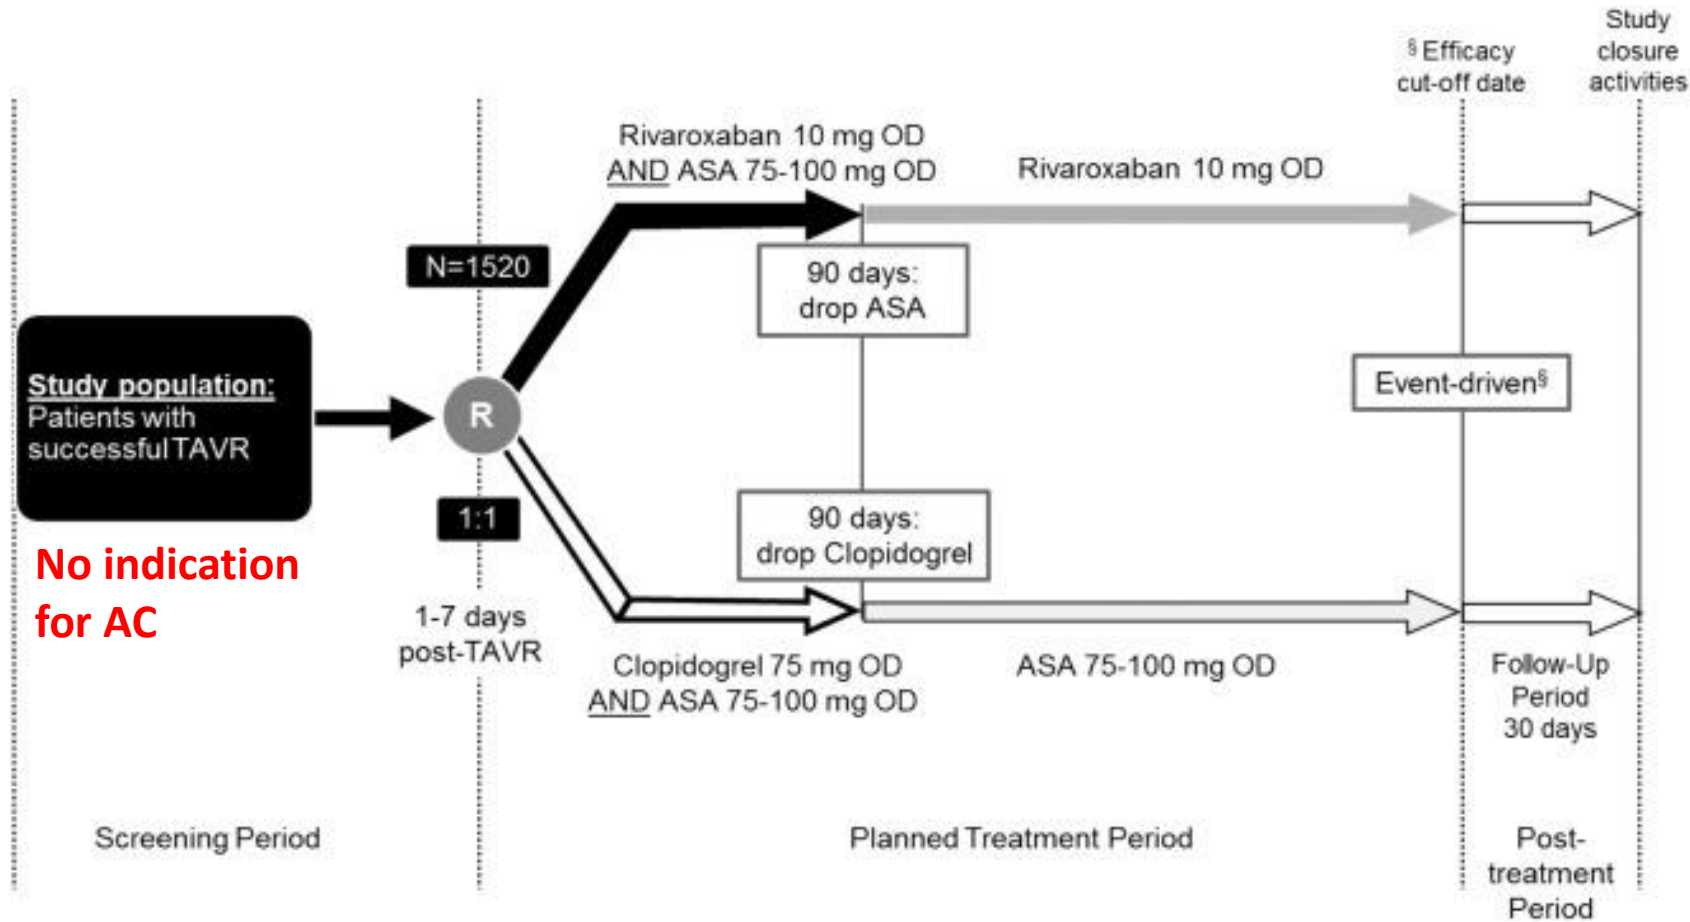 Study
closure
activities
§ Efficacy
cut-off date
Rivaroxaban 10 mg OD
AND ASA 75-100 mg OD
Rivaroxaban 10 mg OD
N=1520
90 days:
drop ASA
Study population:
Patients with
successful TAVR
R
Event-driven§
1:1
90 days:
drop Clopidogrel
No indication
for AC
1-7 days
post-TAVR
Clopidogrel 75 mg OD
AND ASA 75-100 mg OD
ASA 75-100 mg OD
Follow-Up
Period
30 days
Screening Period
Planned Treatment Period
Post-
treatment
Period